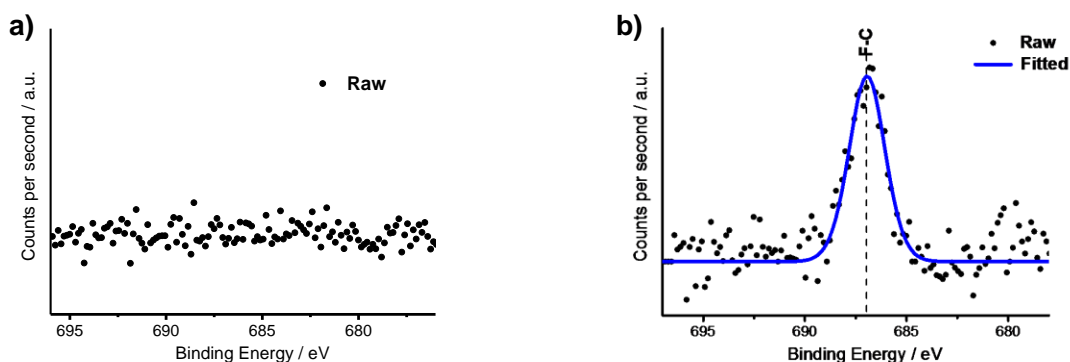 a)
Raw
Counts per second / a.u.
695 690 685 680
Binding Energy / eV
b)
F-C
Raw
Fitted
Counts per second / a.u.
695 690 685 680
Binding Energy / eV